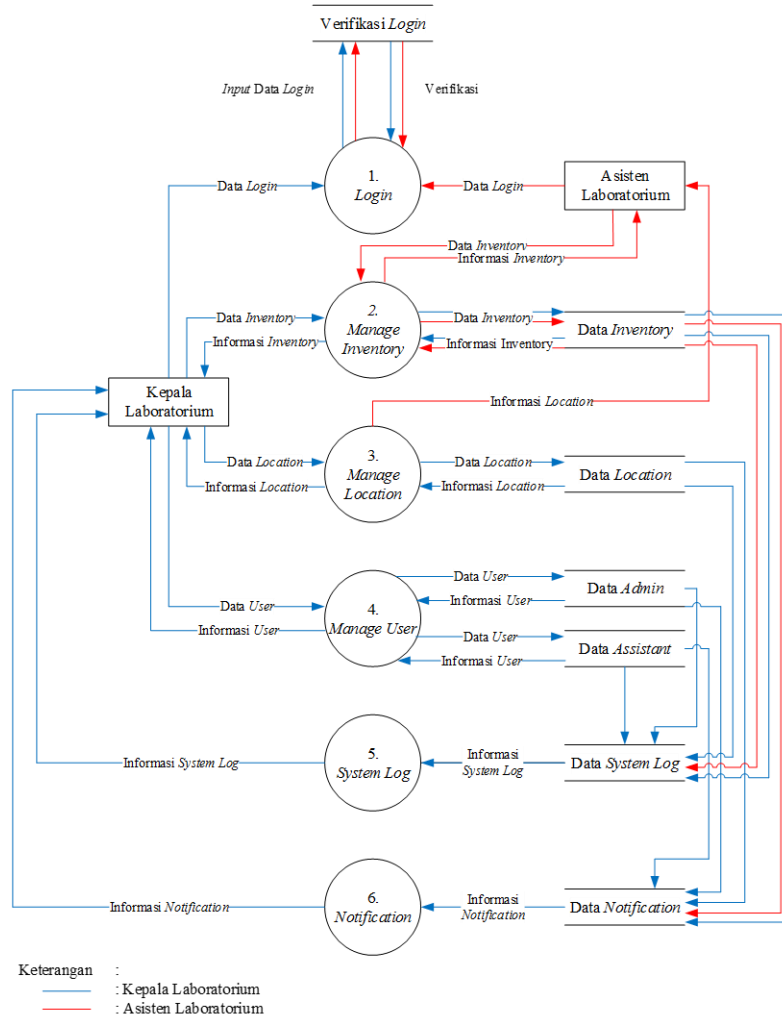 Verifikasi Login
Input Data Login
Verifikasi
1.
Login
Data Login
Data Login
Asisten
Laboratorium
Data Inventory
Informasi Inventory
2.
Manage
Inventory
Data Inventory
Informasi Inventory
Data Inventory
Informasi Inventory
Data Inventory
Kepala
Laboratorium
Informasi Location
3.
Manage
Location
Data Location
Informasi Location
Data Location
Informasi Location
Data Location
4.
Manage User
Data User
Informasi User
Data User
Informasi User
Data Admin
Data User
Informasi User
Data Assistant
5.
System Log
Informasi System Log
Informasi
System Log
Data System Log
6.
Notification
Informasi Notification
Informasi
Notification
Data Notification
Keterangan :
: Kepala Laboratorium
: Asisten Laboratorium